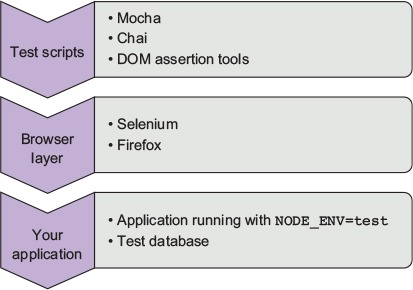 Test scripts
• Mocha
• Chai
• DOM assertion tools
Browser
layer
• Selenium
• Firefox
Your
application
• Application running with NODE_ENV=test
• Test database